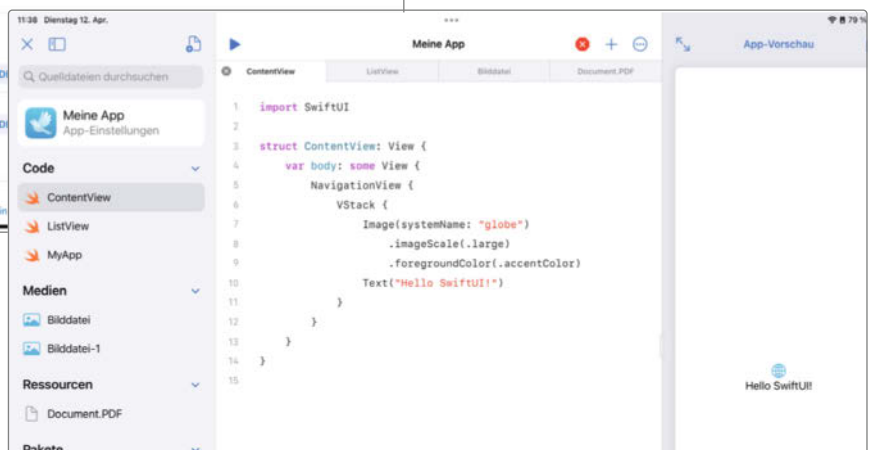 11:38 Dienstag 12. Apr.
79 %
Meine App
App-Vorschau
Quelldateien durchsuchen
Meine App
App-Einstellungen
Code
ContentView
ListView
MyApp
Medien
Bilddatei
Bilddatei-1
Ressourcen
Document.PDF
Pakete
ContentView
ListView
Bilddatei
Document.PDF
1 import SwiftUI
2
3 struct ContentView: View {
4 var body: some View {
5 NavigationView {
6 VStack {
7 Image(systemName: "globe")
8 .imageScale(.large)
9 .foregroundColor(.accentColor)
10 Text("Hello SwiftUI!")
11 }
12 }
13 }
14 }
15
Hello SwiftUI!